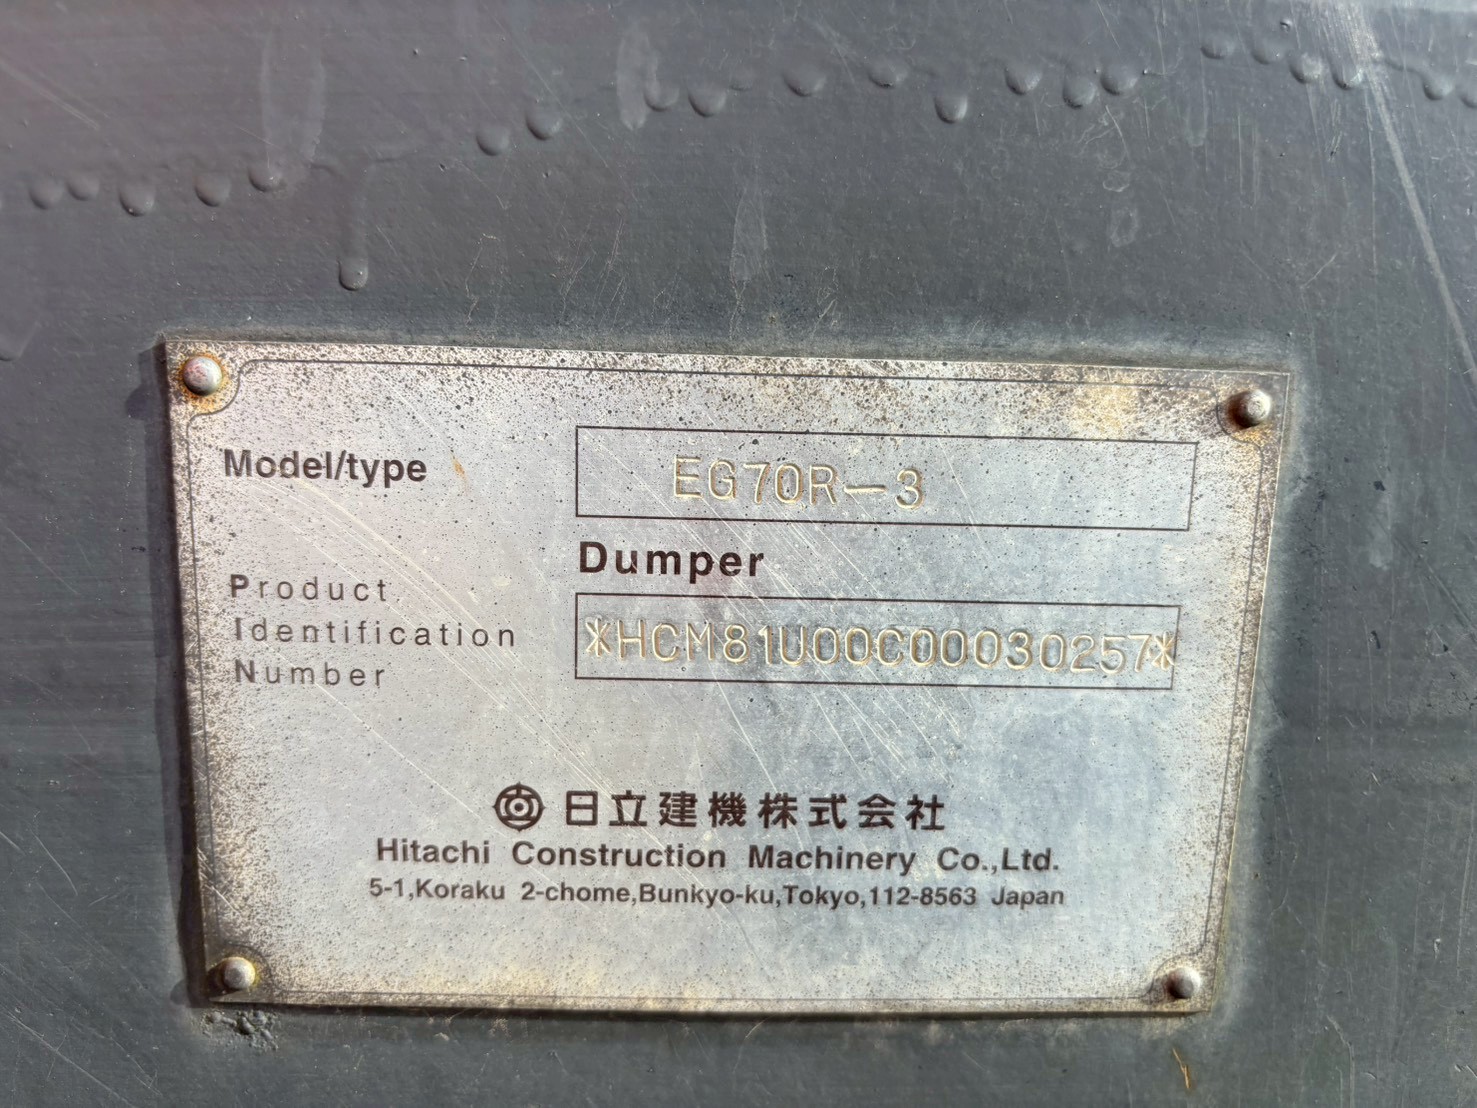 Model/type EG70R-3
Dumper
Product
Identification
Number
*HCM81U00C00030257*
日立建機株式会社
Hitachi Construction Machinery Co.,Ltd.
5-1,Koraku 2-chome,Bunkyo-ku,Tokyo,112-8563 Japan